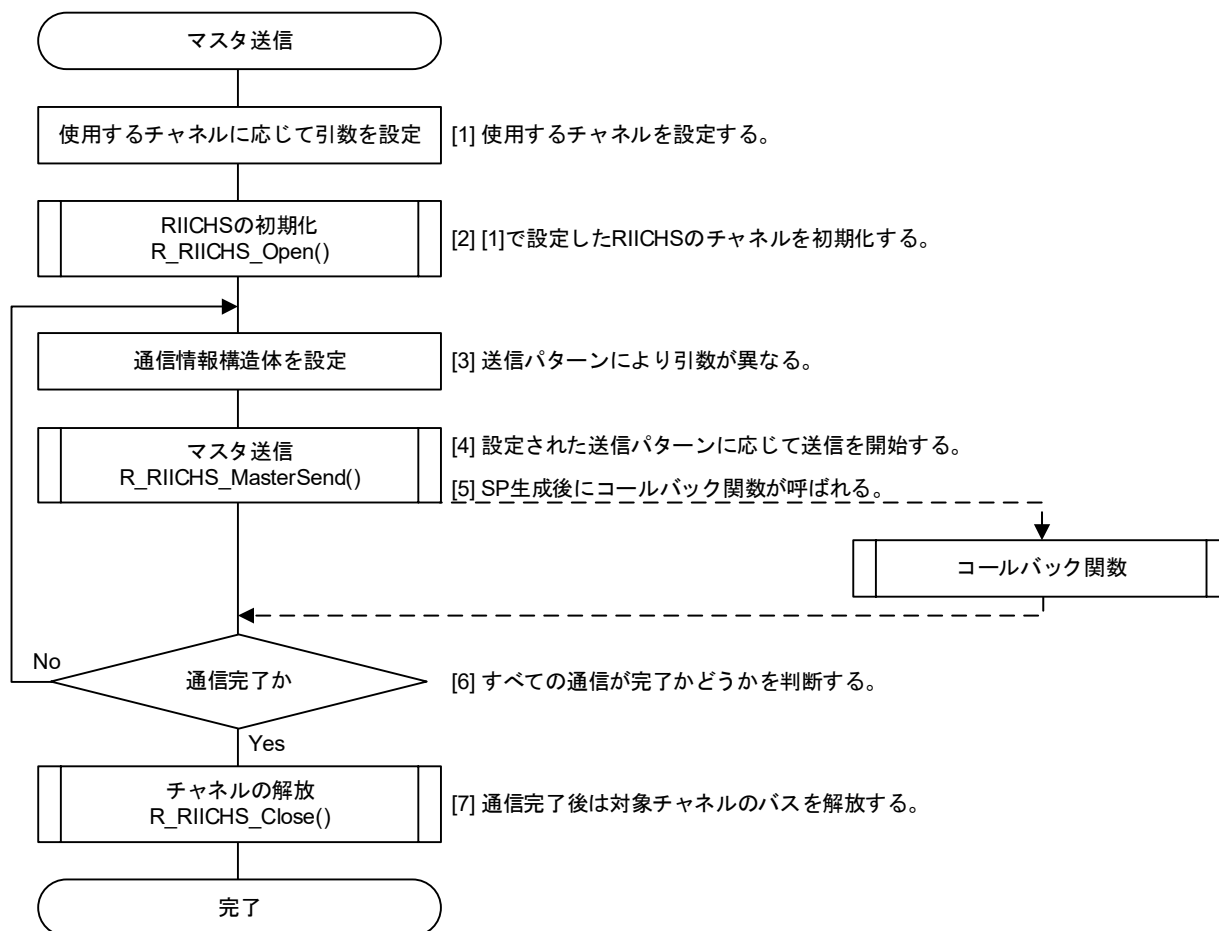 マスタ送信
使用するチャネルに応じて引数を設定
[1] 使用するチャネルを設定する。
RIICHSの初期化
R_RIICHS_Open()
[2] [1]で設定したRIICHSのチャネルを初期化する。
通信情報構造体を設定
[3] 送信パターンにより引数が異なる。
マスタ送信
R_RIICHS_MasterSend()
[4] 設定された送信パターンに応じて送信を開始する。
[5] SP生成後にコールバック関数が呼ばれる。
コールバック関数
No
通信完了か
[6] すべての通信が完了かどうかを判断する。
Yes
チャネルの解放
R_RIICHS_Close()
[7] 通信完了後は対象チャネルのバスを解放する。
完了